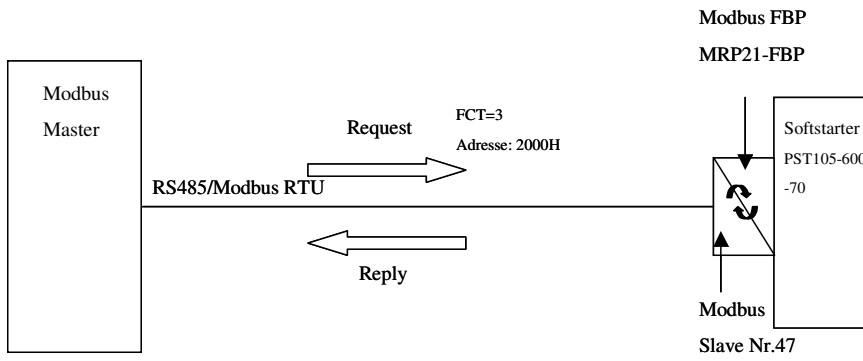 Modbus FBP
MRP21-FBP
Modbus
Master
Request
FCT=3
Adresse: 2000H
Softstarter
PST105-600
-70
RS485/Modbus RTU
Reply
Modbus
Slave Nr.47